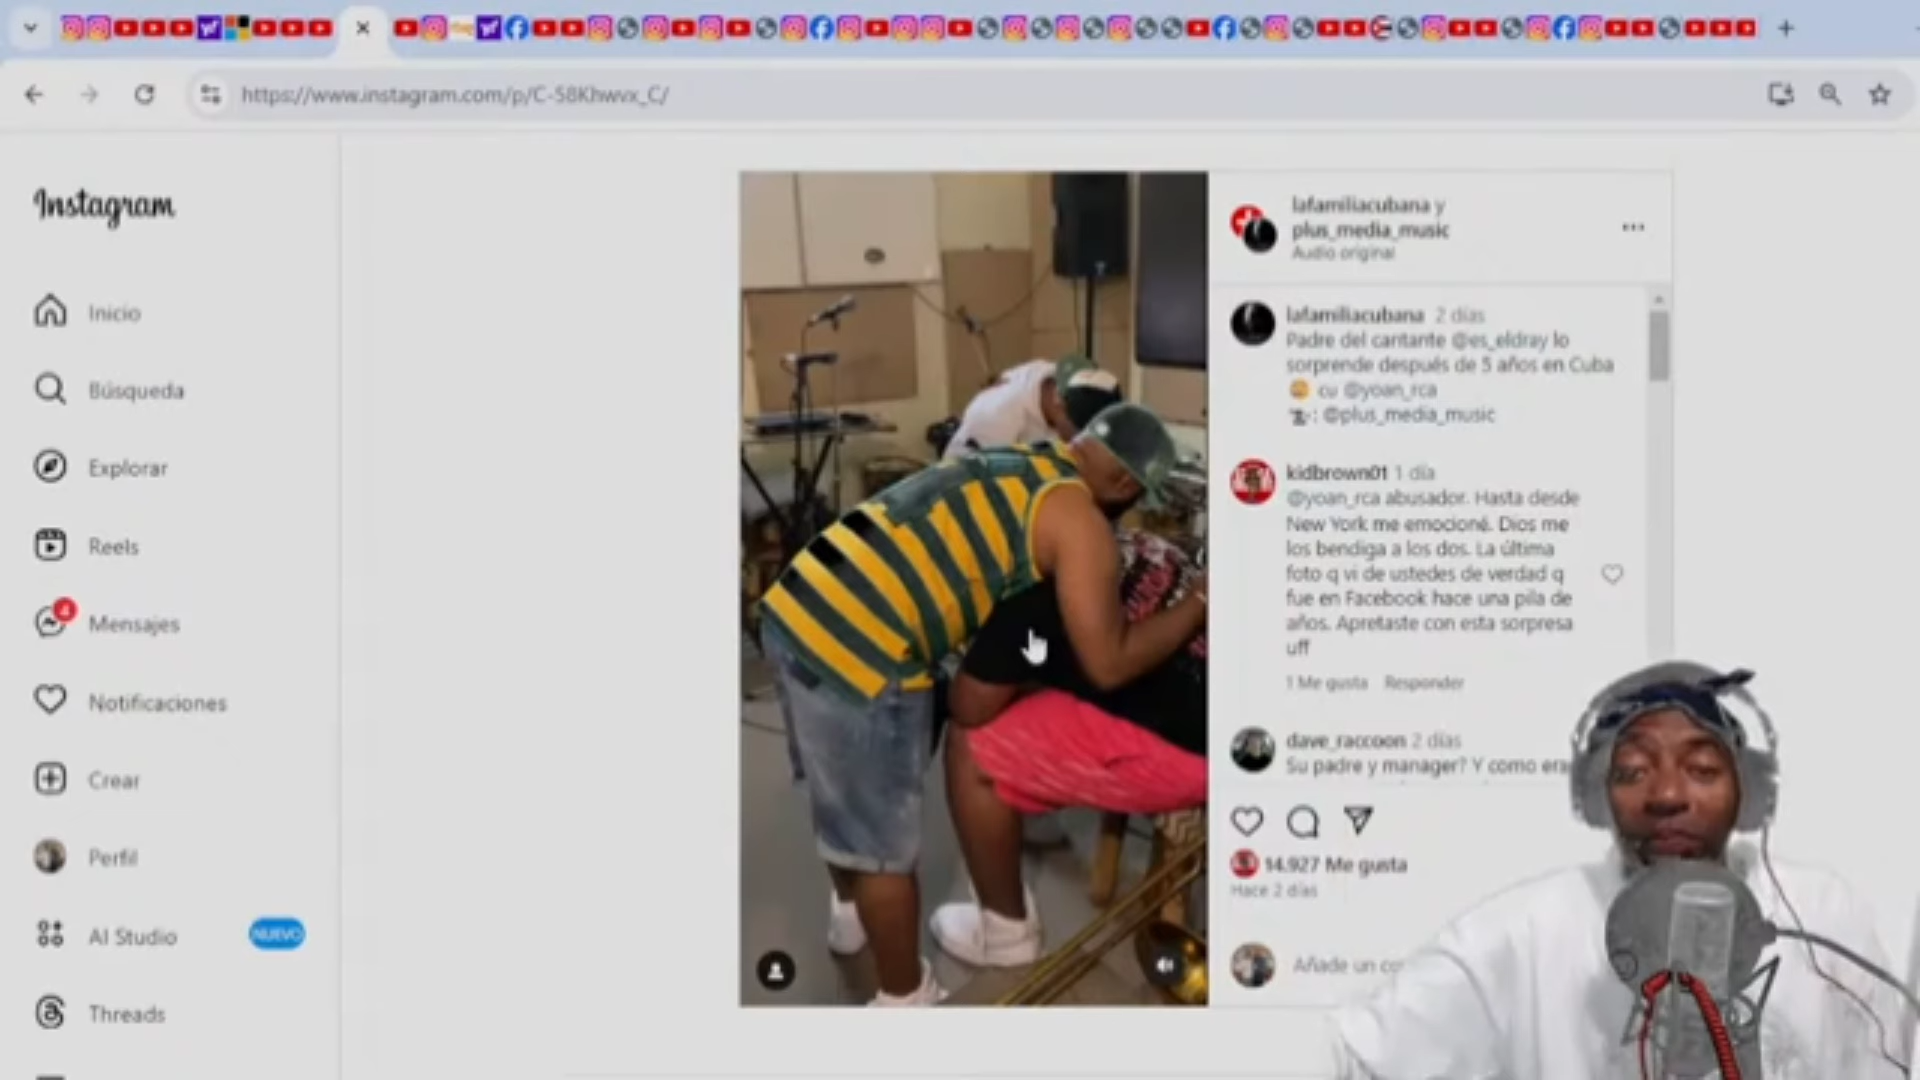 https://www.instagram.com/p/C-58Khwvx_C/
Instagram
Inicio
Búsqueda
Explorar
Reels
4
Mensajes
Notificaciones
Crear
Perfil
AI Studio
NUEVO
Threads
lafamiliacubana y
plus_media_music
Audio original
lafamiliacubana 2 días
Padre del cantante @es_eldray lo
sorprende después de 5 años en Cuba
cu @yoan_rca
: @plus_media_music
kidbrown01 1 día
@yoan_rca abusador. Hasta desde
New York me emocioné. Dios me
los bendiga a los dos. La última
foto q vi de ustedes de verdad q
fue en Facebook hace una pila de
años. Apretaste con esta sorpresa
uff
1 Me gusta Responder
dave_raccoon 2 días
Su padre y manager? Y como era
14.927 Me gusta
Hace 2 días
Añade un co